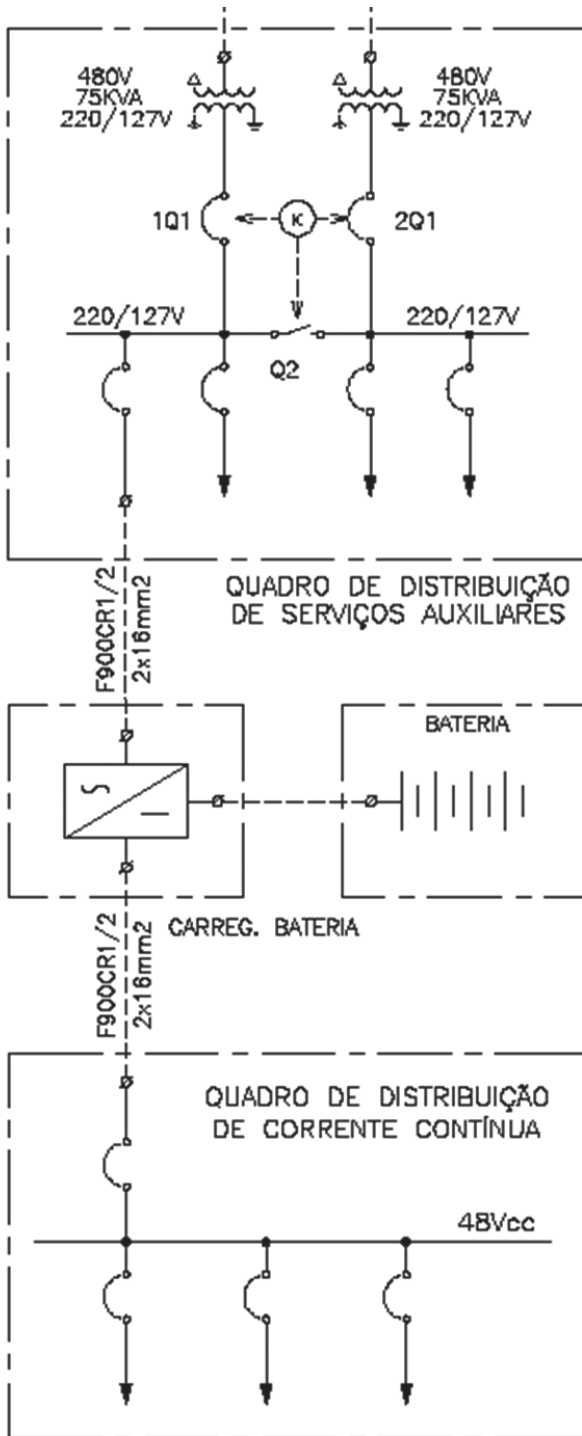 480V
75KVA
220/127V
480V
75KVA
220/127V
1Q1
K
2Q1
220/127V
220/127V
Q2
QUADRO DE DISTRIBUIÇÃO
DE SERVIÇOS AUXILIARES
F900CR1/2
2x16mm2
BATERIA
CARREG. BATERIA
F900CR1/2
2x16mm2
QUADRO DE DISTRIBUIÇÃO
DE CORRENTE CONTÍNUA
48Vcc